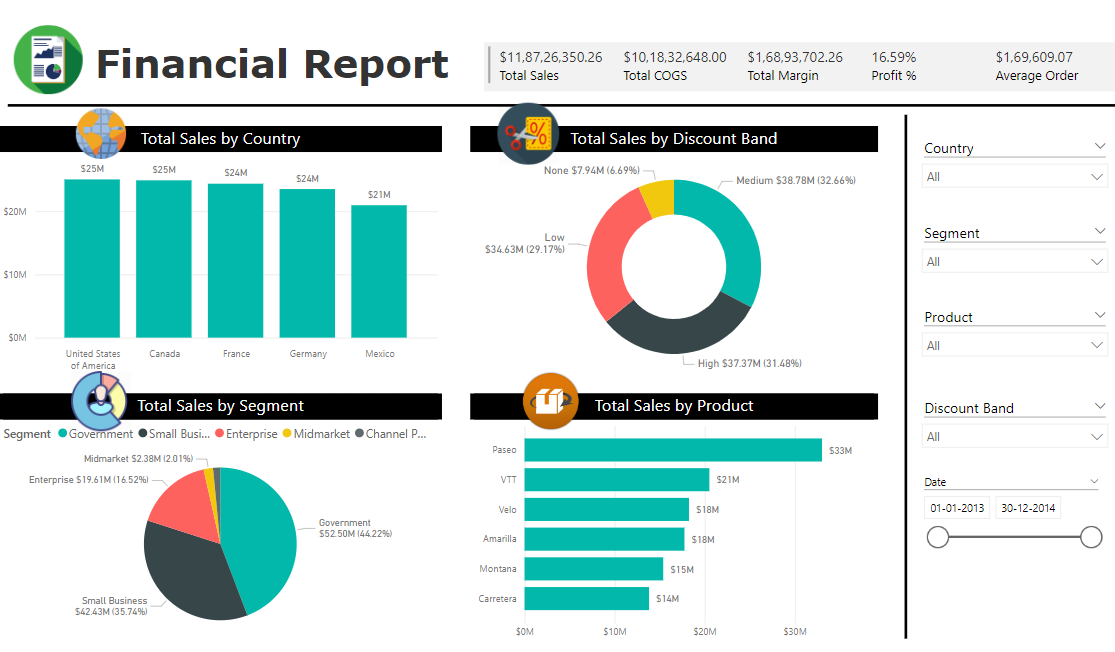 Financial Report
$11,87,26,350.26
Total Sales
$10,18,32,648.00
Total COGS
$1,68,93,702.26
Total Margin
16.59%
Profit %
$1,69,609.07
Average Order
Total Sales by Country
$25M
$25M
$24M
$24M
$21M
$20M
$10M
$0M
United States
of America
Canada
France
Germany
Mexico
Total Sales by Discount Band
None $7.94M (6.69%)
Medium $38.78M (32.66%)
Low
$34.63M (29.17%)
High $37.37M (31.48%)
Total Sales by Segment
Segment Government Small Busi... Enterprise Midmarket Channel P...
Midmarket $2.38M (2.01%)
Enterprise $19.61M (16.52%)
Government
$52.50M (44.22%)
Small Business
$42.43M (35.74%)
Total Sales by Product
Paseo $33M
VTT $21M
Velo $18M
Amarilla $18M
Montana $15M
Carretera $14M
$0M $10M $20M $30M
Country
All
Segment
All
Product
All
Discount Band
All
Date
01-01-2013 30-12-2014